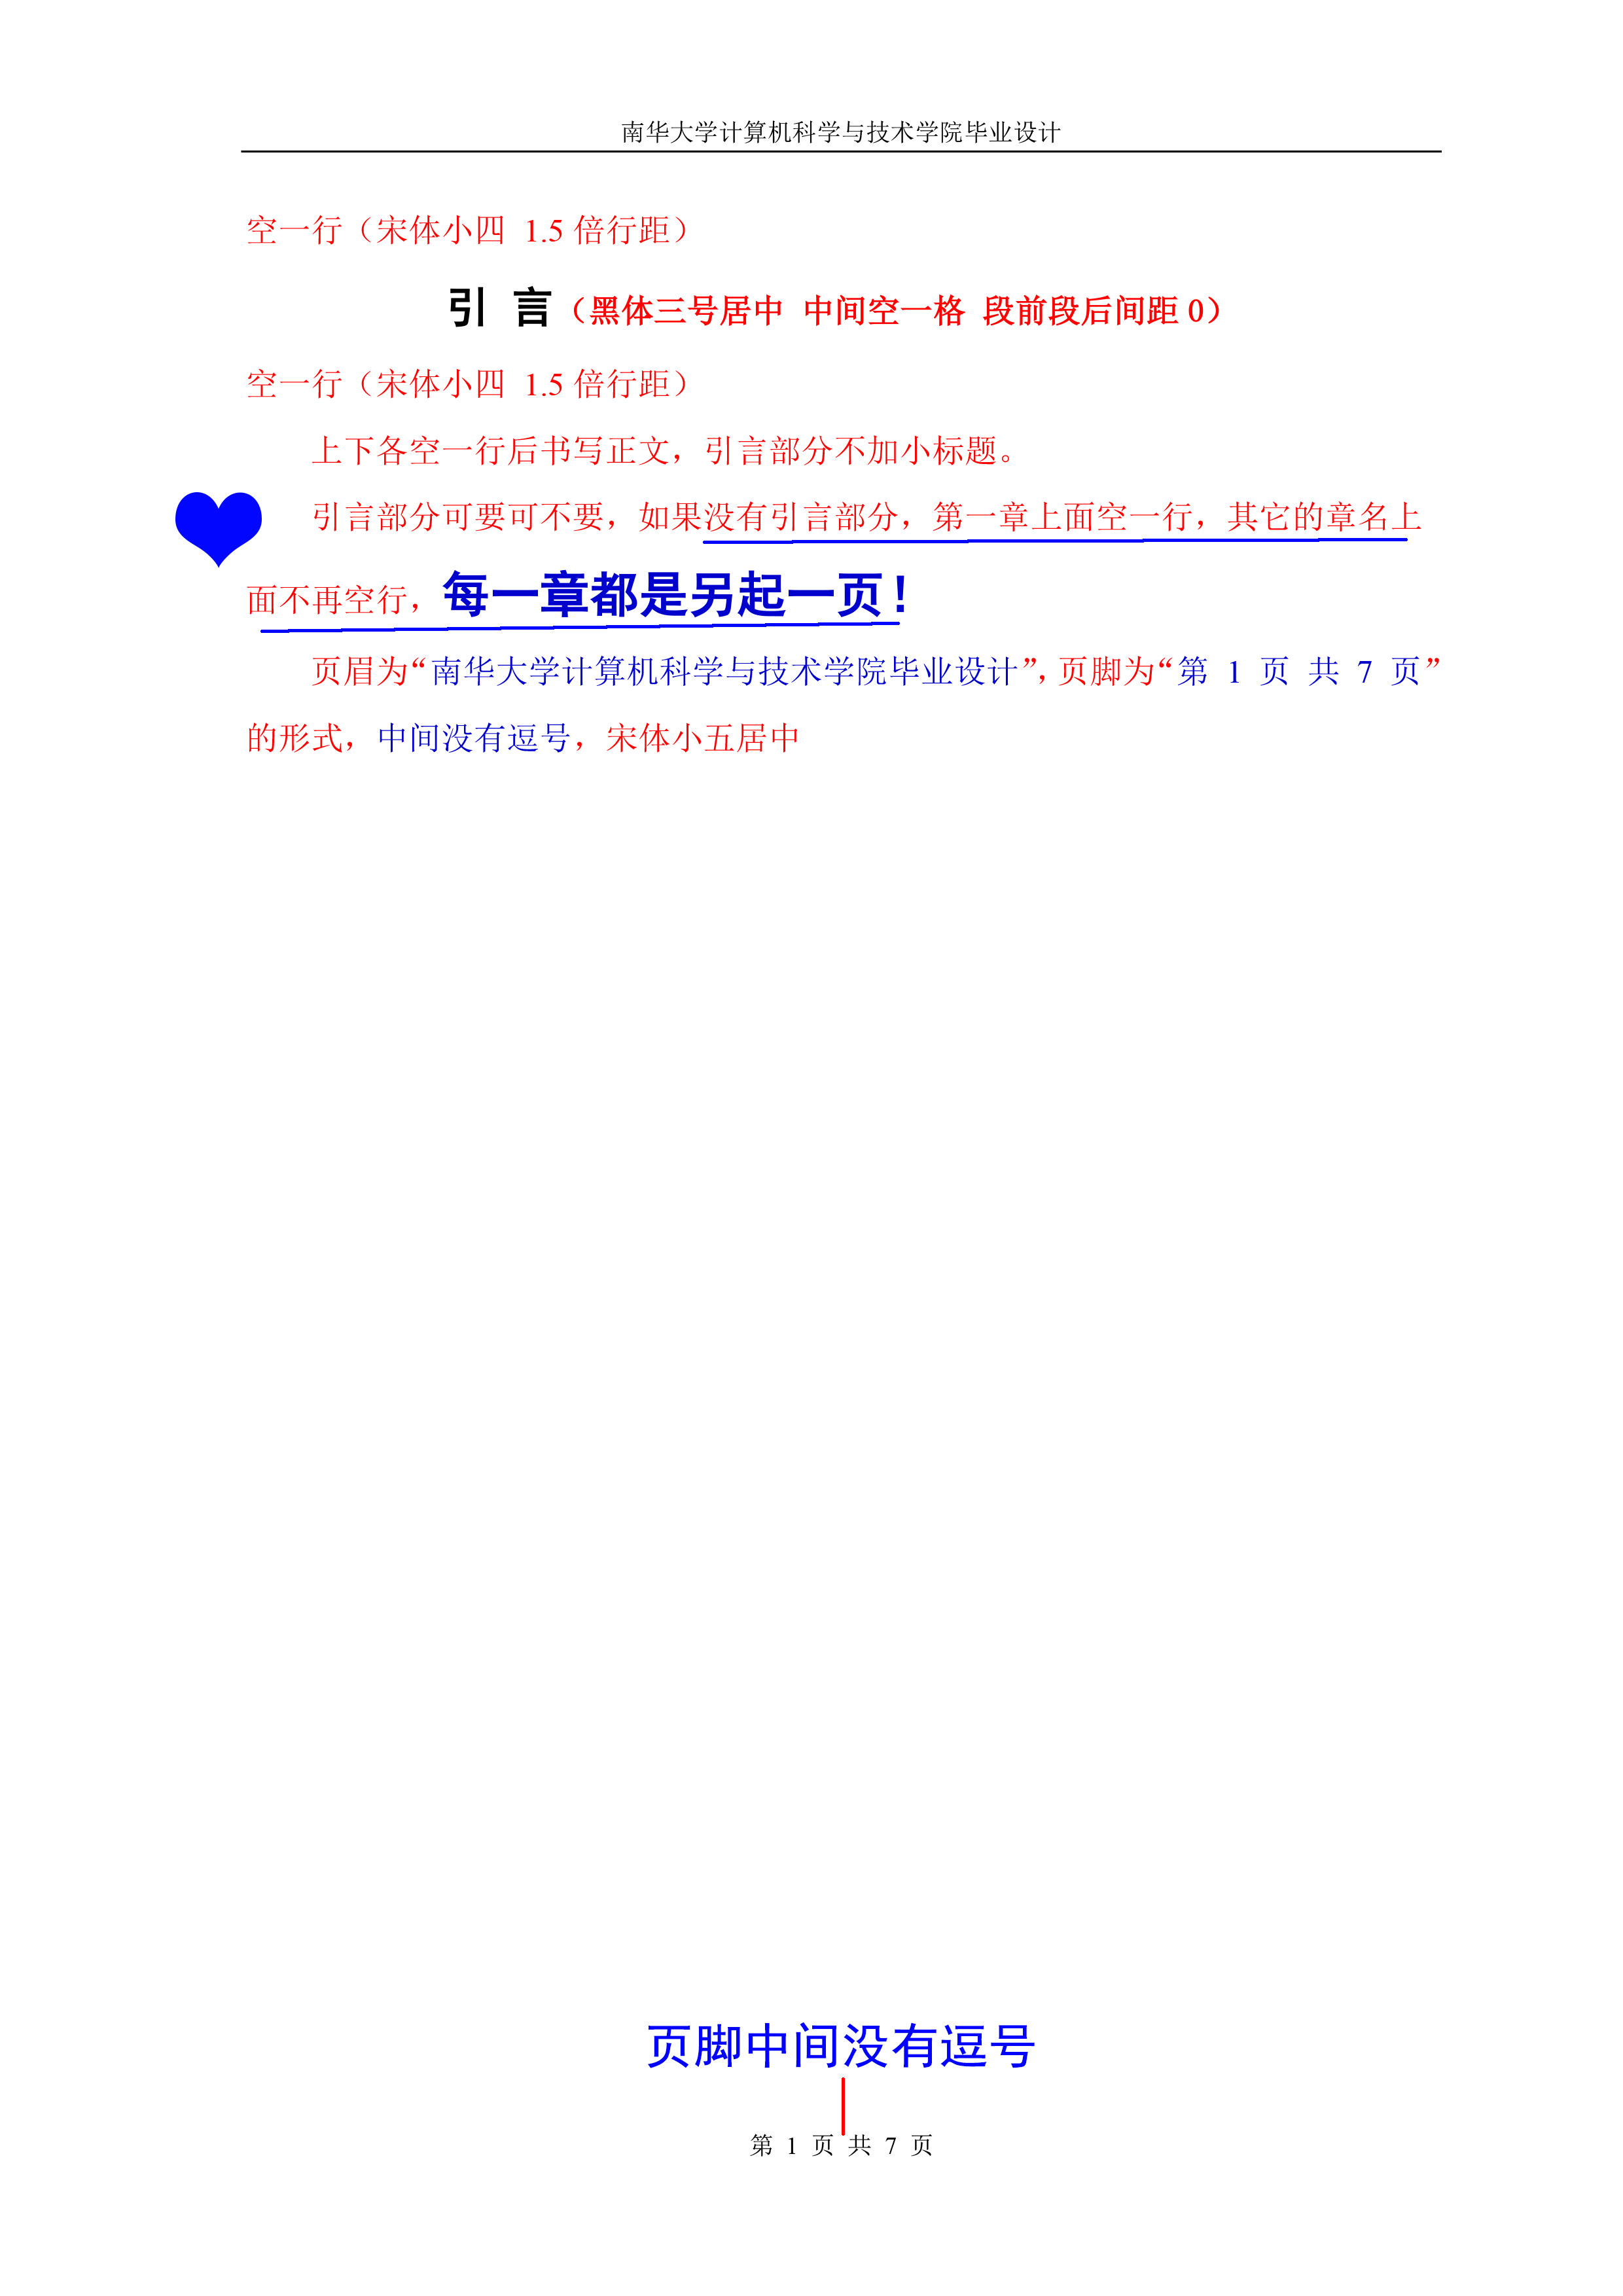 南华大学计算机科学与技术学院毕业设计
空一行（宋体小四 1.5 倍行距）
引 言（黑体三号居中 中间空一格 段前段后间距 0）
空一行（宋体小四 1.5 倍行距）
上下各空一行后书写正文，引言部分不加小标题。
引言部分可要可不要，如果没有引言部分，第一章上面空一行，其它的章名上
面不再空行，每一章都是另起一页！
页眉为“南华大学计算机科学与技术学院毕业设计”，页脚为“第 1 页 共 7 页”
的形式，中间没有逗号，宋体小五居中
页脚中间没有逗号
第 1 页 共 7 页